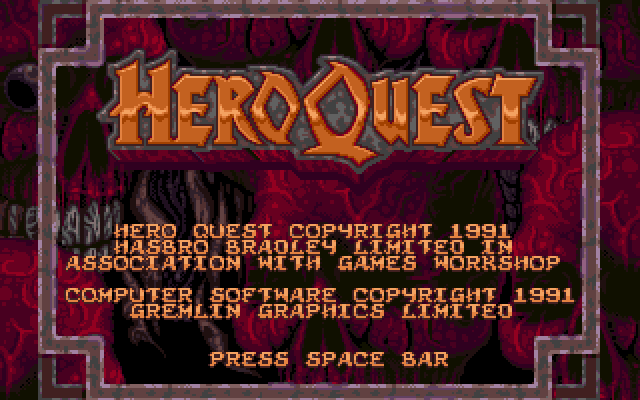 HEROQUEST
HERO QUEST COPYRIGHT 1991
HASBRO BRADLEY LIMITED IN
ASSOCIATION WITH GAMES WORKSHOP
COMPUTER SOFTWARE COPYRIGHT 1991
GREMLIN GRAPHICS LIMITED
PRESS SPACE BAR